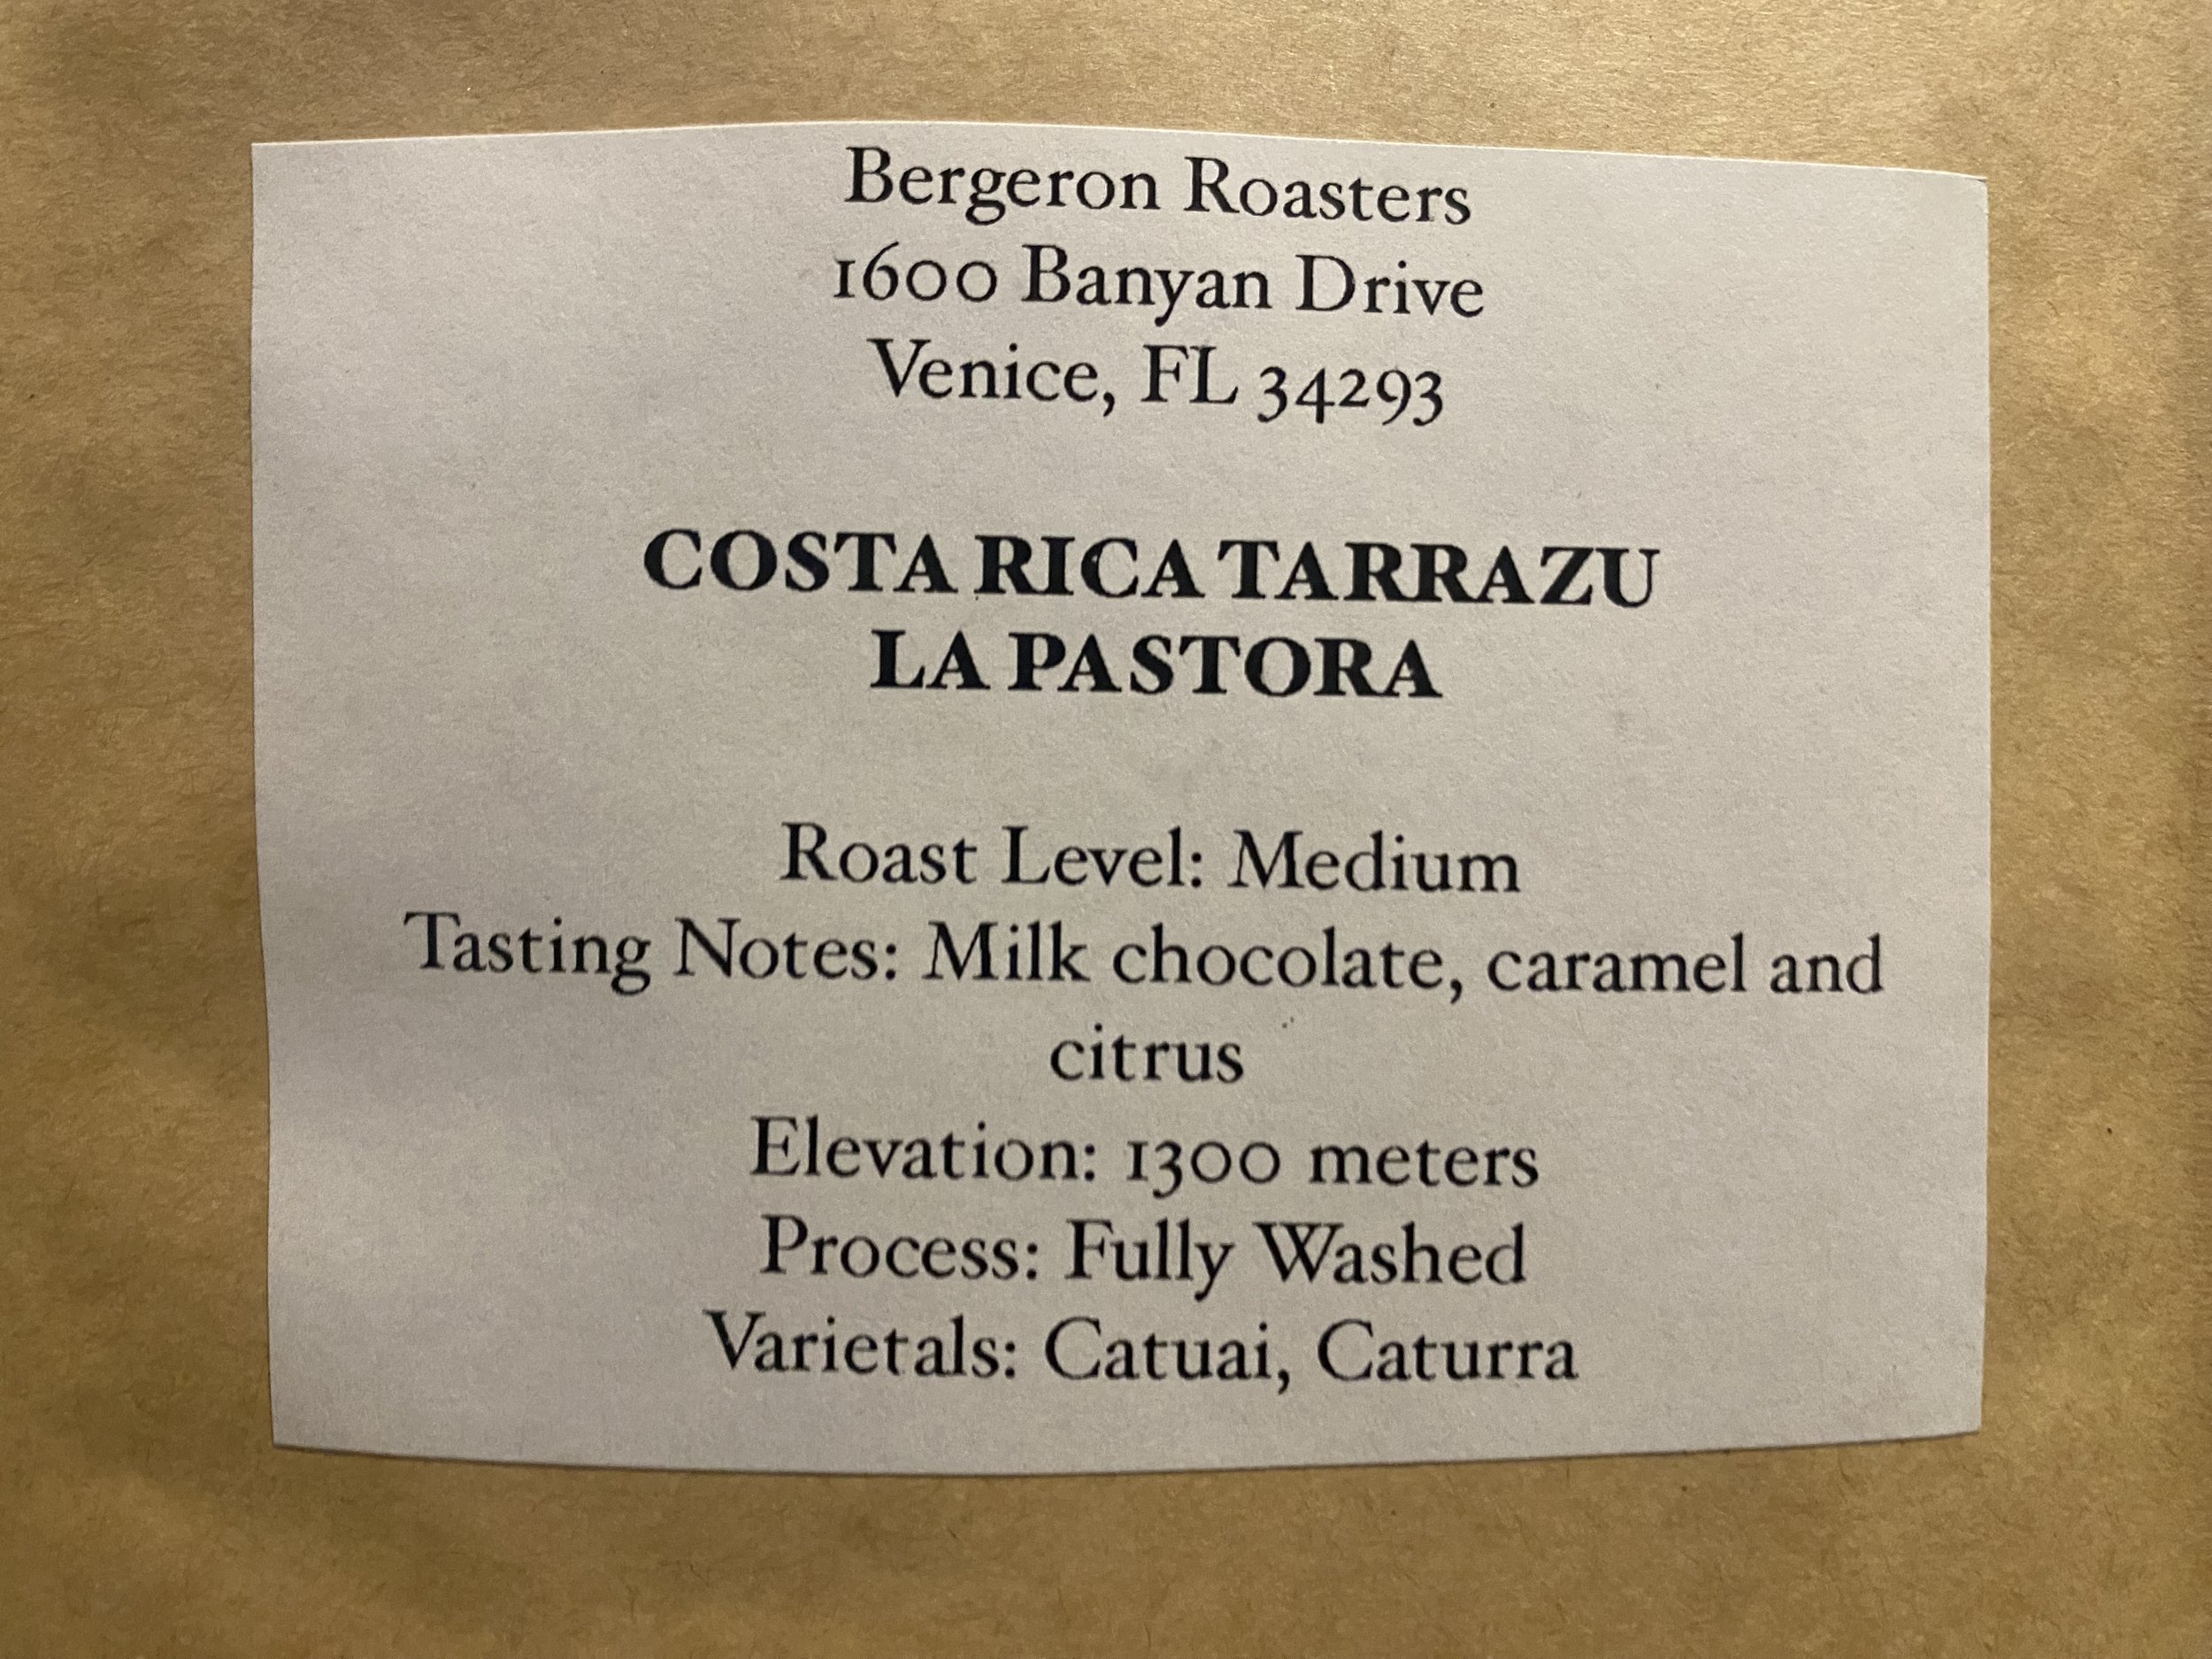 Bergeron Roasters
1600 Banyan Drive
Venice, FL 34293
COSTA RICA TARRAZU
LA PASTORA
Roast Level: Medium
Tasting Notes: Milk chocolate, caramel and
citrus
Elevation: 1300 meters
Process: Fully Washed
Varietals: Catuai, Caturra